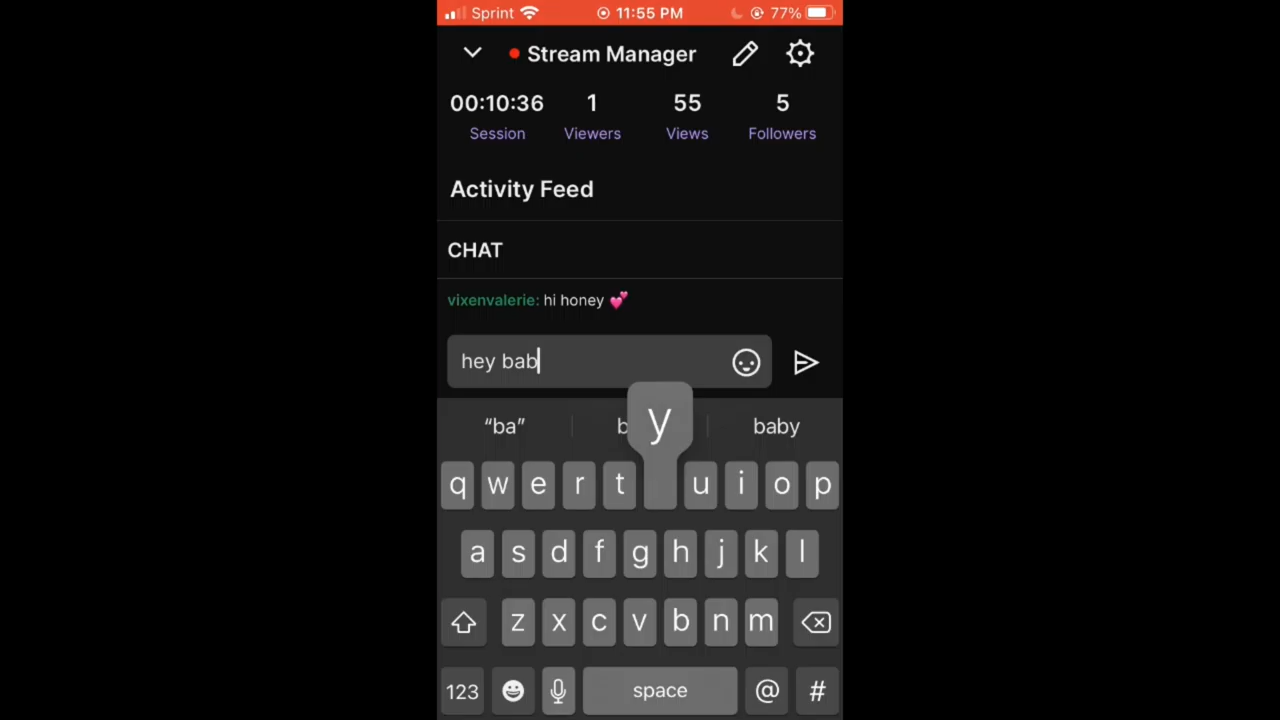 Sprint 11:55 PM 77%
Stream Manager
00:10:36 1 55 5
Session Viewers Views Followers
Activity Feed
CHAT
vixenvalerie: hi honey 💕
hey bab
“ba” baby
y
q w e r t u i o p
a s d f g h j k l
z x c v b n m
123 space @ #